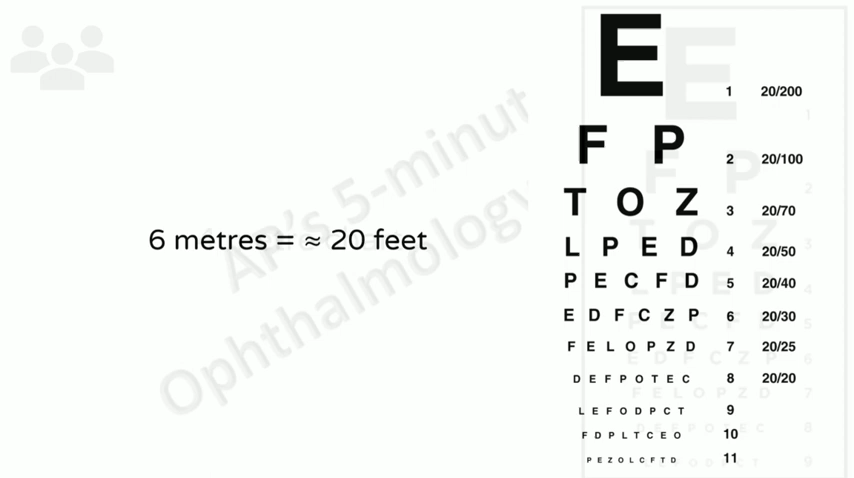 AP's 5-minut
Ophthalmology
6 metres = ≈ 20 feet
E 1 20/200
F P 2 20/100
T O Z 3 20/70
L P E D 4 20/50
P E C F D 5 20/40
E D F C Z P 6 20/30
F E L O P Z D 7 20/25
D E F P O T E C 8 20/20
L E F O D P C T 9
F D P L T C E O 10
P E Z O L C F T D 11